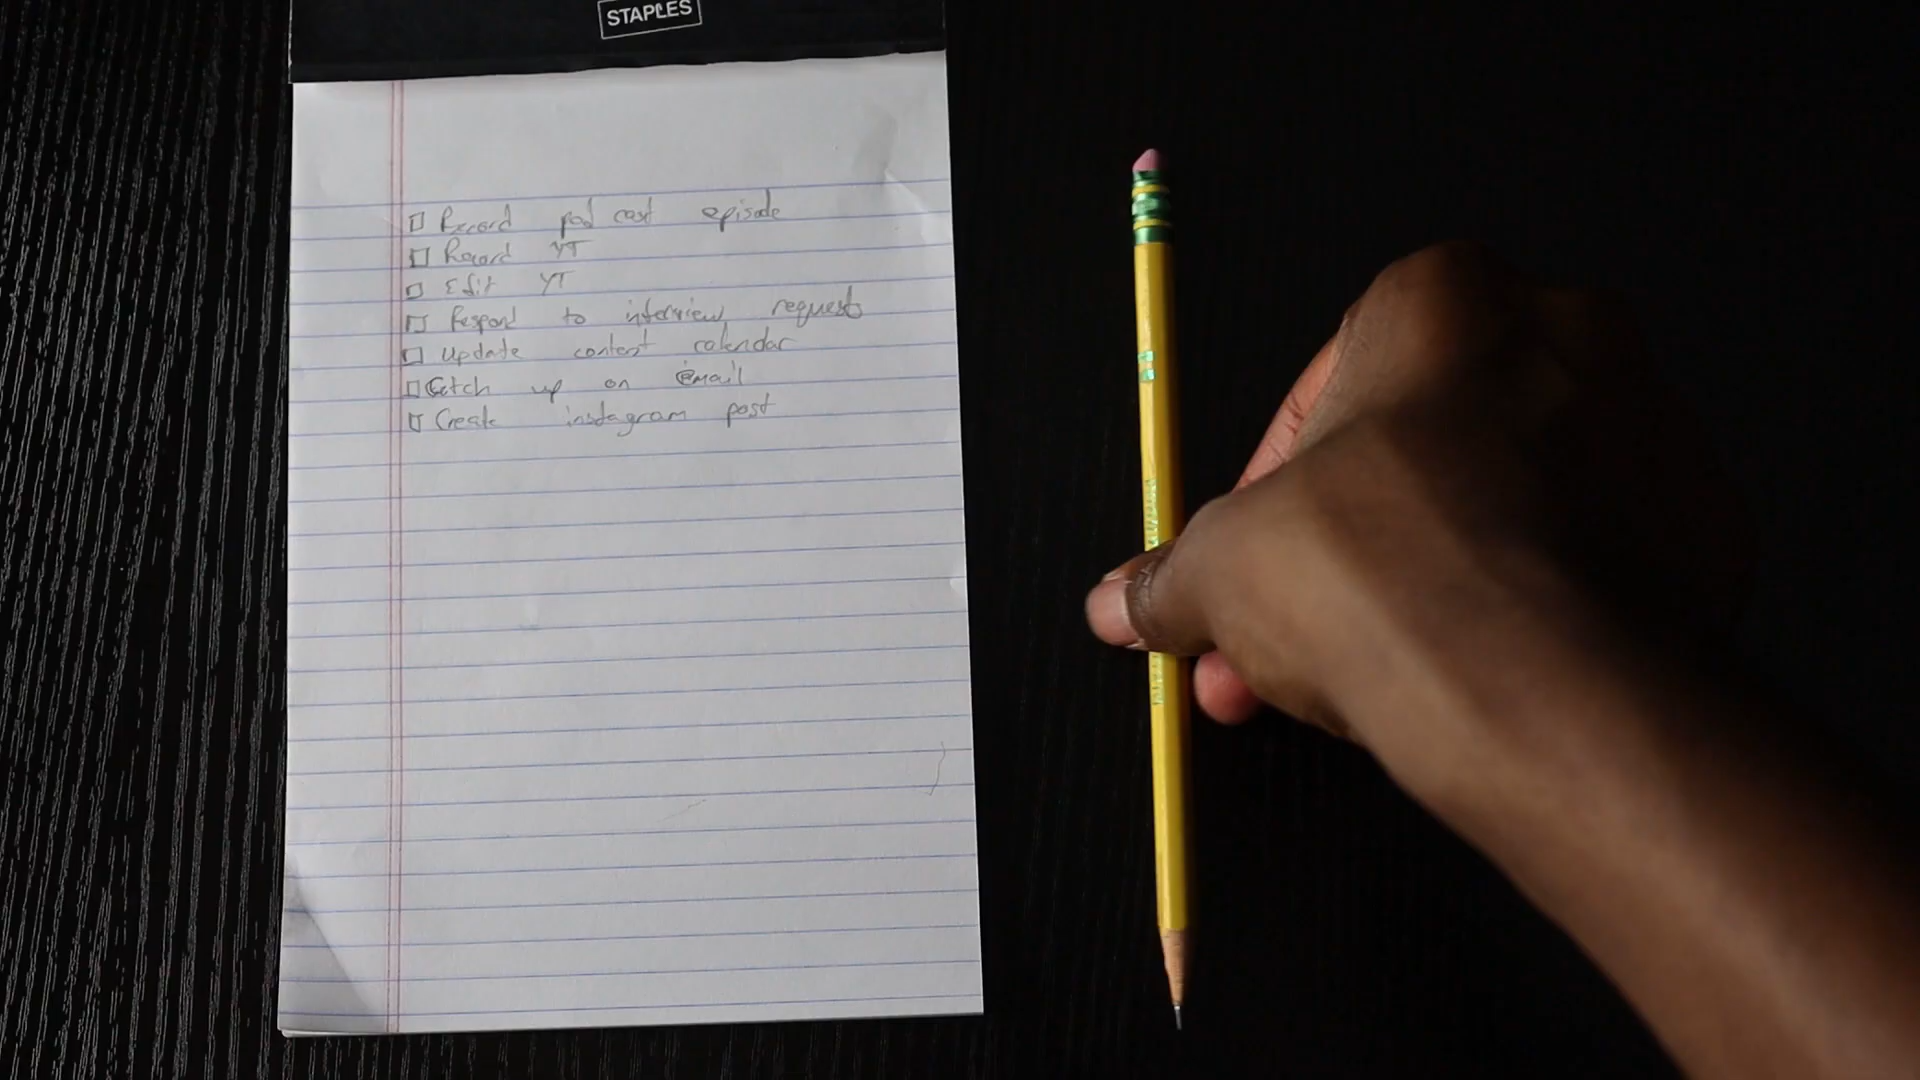 STAPLES
Record pod cast episode
Record YT
Edit YT
Respond to interview requests
Update content calendar
Catch up on email
Create instagram post